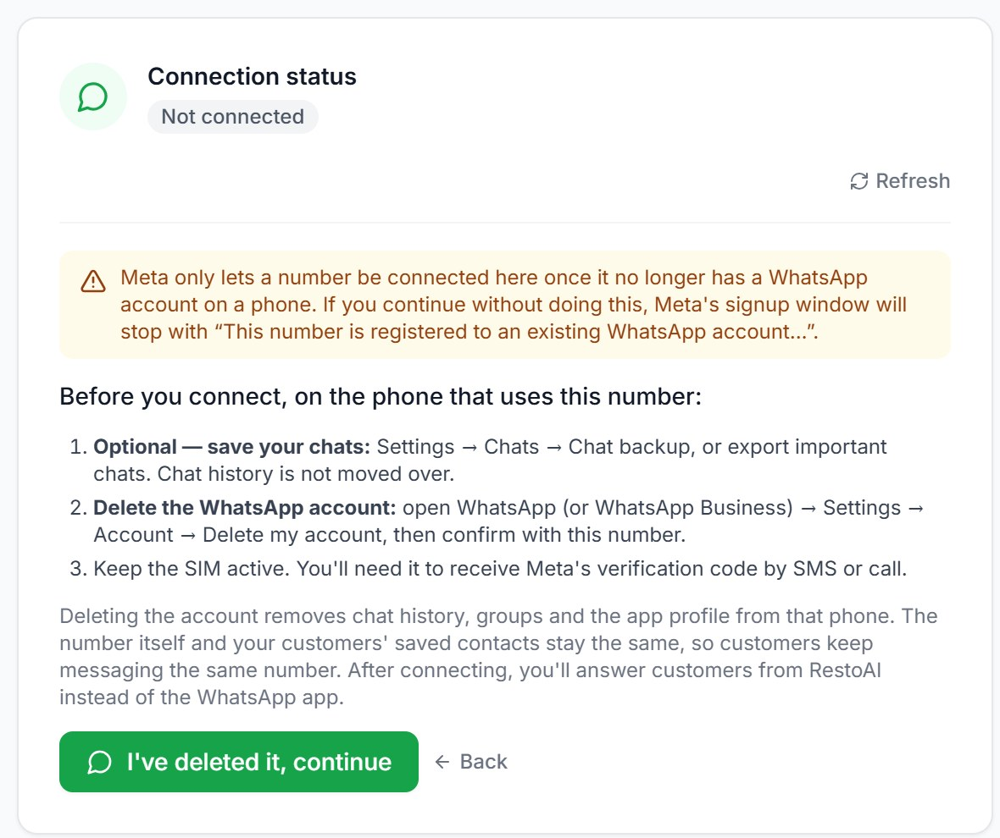 Connection status
Not connected
Refresh
Meta only lets a number be connected here once it no longer has a WhatsApp
account on a phone. If you continue without doing this, Meta's signup window will
stop with “This number is registered to an existing WhatsApp account...”.
Before you connect, on the phone that uses this number:
1. Optional — save your chats: Settings → Chats → Chat backup, or export important
chats. Chat history is not moved over.
2. Delete the WhatsApp account: open WhatsApp (or WhatsApp Business) → Settings →
Account → Delete my account, then confirm with this number.
3. Keep the SIM active. You'll need it to receive Meta's verification code by SMS or call.
Deleting the account removes chat history, groups and the app profile from that phone. The
number itself and your customers' saved contacts stay the same, so customers keep
messaging the same number. After connecting, you'll answer customers from RestoAI
instead of the WhatsApp app.
I've deleted it, continue
← Back